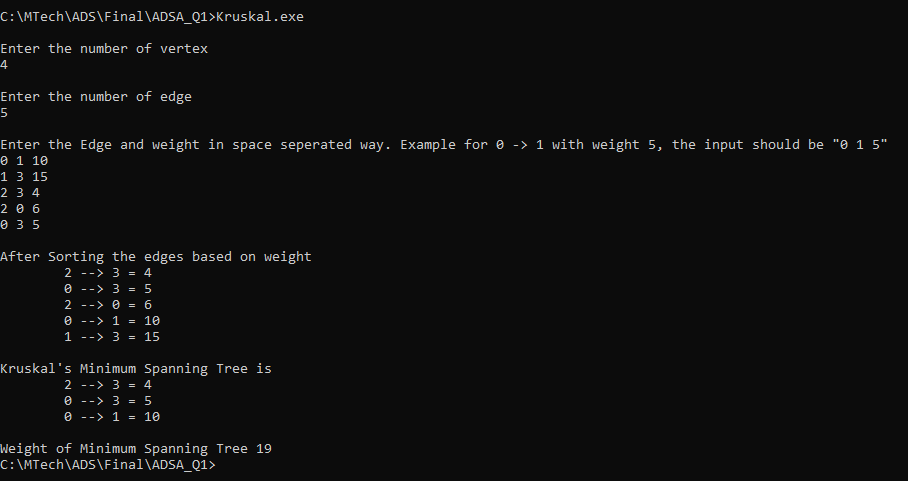 C:\MTech\ADS\Final\ADSA_Q1>Kruskal.exe
Enter the number of vertex
4
Enter the number of edge
5
Enter the Edge and weight in space seperated way. Example for 0 -> 1 with weight 5, the input should be "0 1 5"
0 1 10
1 3 15
2 3 4
2 0 6
0 3 5
After Sorting the edges based on weight
2 --> 3 = 4
0 --> 3 = 5
2 --> 0 = 6
0 --> 1 = 10
1 --> 3 = 15
Kruskal's Minimum Spanning Tree is
2 --> 3 = 4
0 --> 3 = 5
0 --> 1 = 10
Weight of Minimum Spanning Tree 19
C:\MTech\ADS\Final\ADSA_Q1>